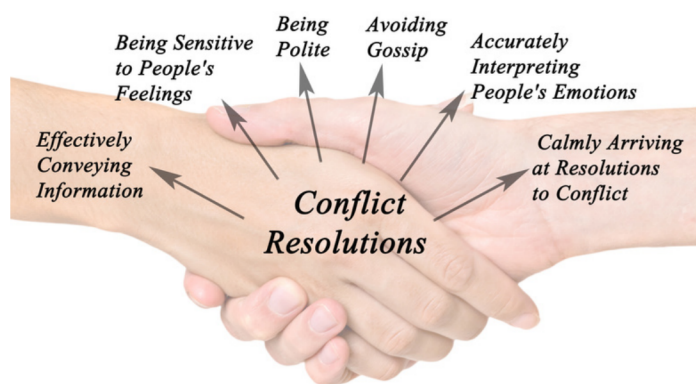 Effectively
Conveying
Information
Being Sensitive
to People's
Feelings
Being
Polite
Avoiding
Gossip
Accurately
Interpreting
People's Emotions
Calmly Arriving
at Resolutions
to Conflict
Conflict
Resolutions